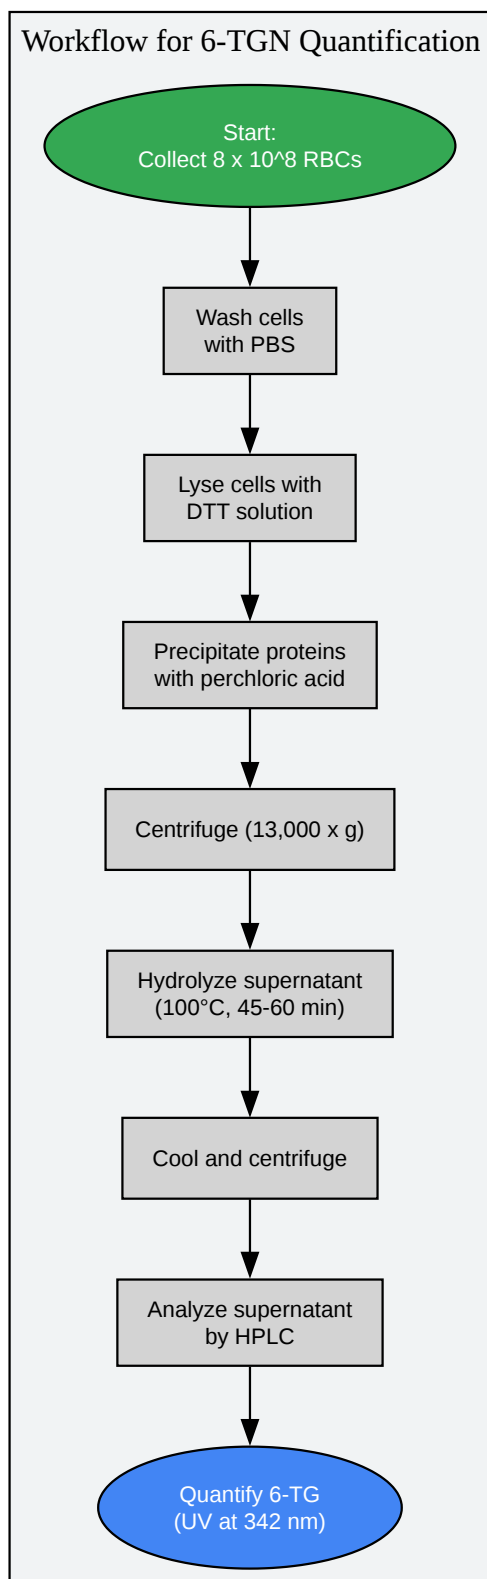 Workflow for 6-TGN Quantification
Start:
Collect 8 x 10^8 RBCs
Wash cells
with PBS
Lyse cells with
DTT solution
Precipitate proteins
with perchloric acid
Centrifuge (13,000 x g)
Hydrolyze supernatant
(100°C, 45-60 min)
Cool and centrifuge
Analyze supernatant
by HPLC
Quantify 6-TG
(UV at 342 nm)